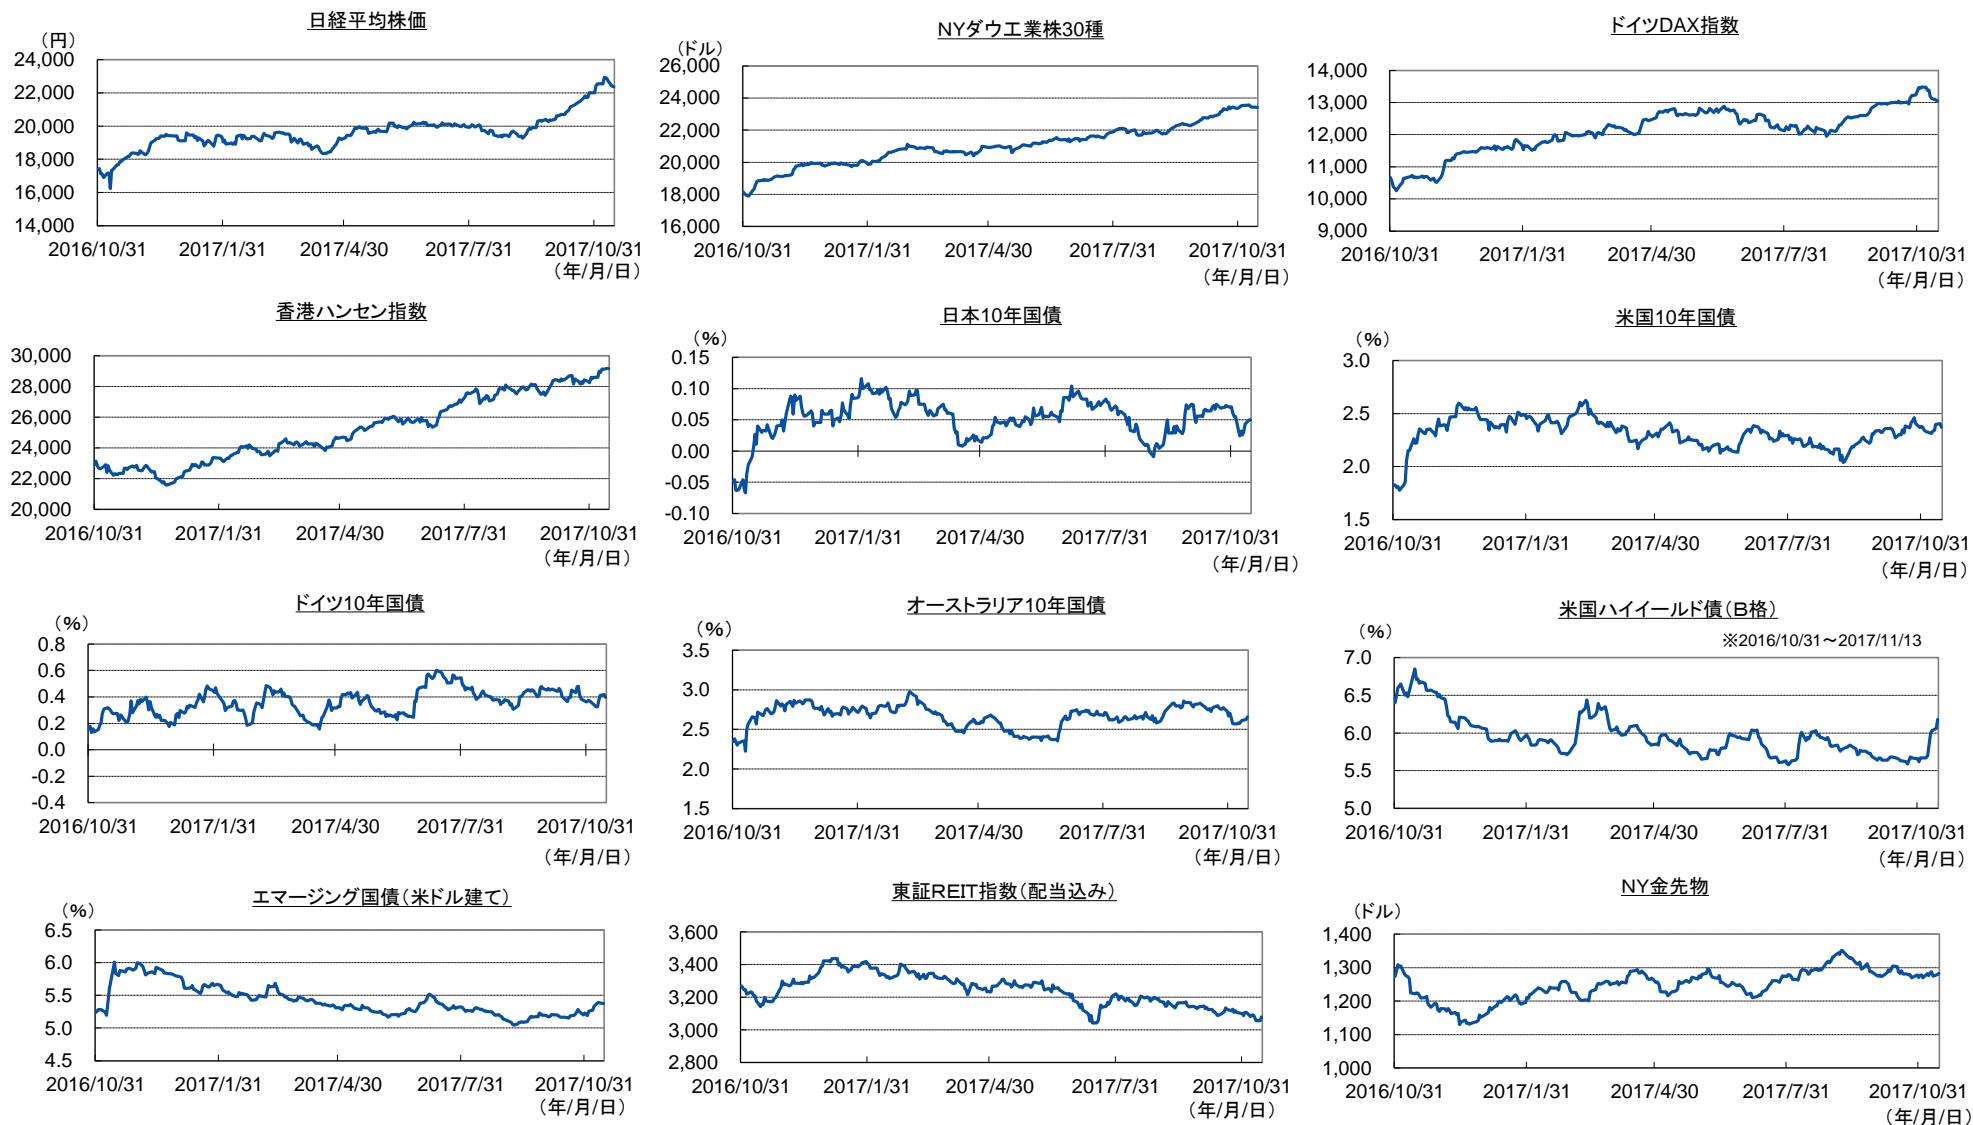 日経平均株価
（円）
24,000
22,000
20,000
18,000
16,000
14,000
2016/10/31 2017/1/31 2017/4/30 2017/7/31 2017/10/31
（年/月/日）
NYダウ工業株30種
（ドル）
26,000
24,000
22,000
20,000
18,000
16,000
2016/10/31 2017/1/31 2017/4/30 2017/7/31 2017/10/31
（年/月/日）
ドイツDAX指数
14,000
13,000
12,000
11,000
10,000
9,000
2016/10/31 2017/1/31 2017/4/30 2017/7/31 2017/10/31
（年/月/日）
香港ハンセン指数
30,000
28,000
26,000
24,000
22,000
20,000
2016/10/31 2017/1/31 2017/4/30 2017/7/31 2017/10/31
（年/月/日）
日本10年国債
（%）
0.15
0.10
0.05
0.00
-0.05
-0.10
2016/10/31 2017/1/31 2017/4/30 2017/7/31 2017/10/31
（年/月/日）
米国10年国債
（%）
3.0
2.5
2.0
1.5
2016/10/31 2017/1/31 2017/4/30 2017/7/31 2017/10/31
（年/月/日）
ドイツ10年国債
（%）
0.8
0.6
0.4
0.2
0.0
-0.2
-0.4
2016/10/31 2017/1/31 2017/4/30 2017/7/31 2017/10/31
（年/月/日）
オーストラリア10年国債
（%）
3.5
3.0
2.5
2.0
1.5
2016/10/31 2017/1/31 2017/4/30 2017/7/31 2017/10/31
（年/月/日）
米国ハイイールド債（Ｂ格）
（%）
※2016/10/31～2017/11/13
7.0
6.5
6.0
5.5
5.0
2016/10/31 2017/1/31 2017/4/30 2017/7/31 2017/10/31
（年/月/日）
エマージング国債（米ドル建て）
（%）
6.5
6.0
5.5
5.0
4.5
2016/10/31 2017/1/31 2017/4/30 2017/7/31 2017/10/31
（年/月/日）
東証REIT指数（配当込み）
3,600
3,400
3,200
3,000
2,800
2016/10/31 2017/1/31 2017/4/30 2017/7/31 2017/10/31
（年/月/日）
NY金先物
（ドル）
1,400
1,300
1,200
1,100
1,000
2016/10/31 2017/1/31 2017/4/30 2017/7/31 2017/10/31
（年/月/日）